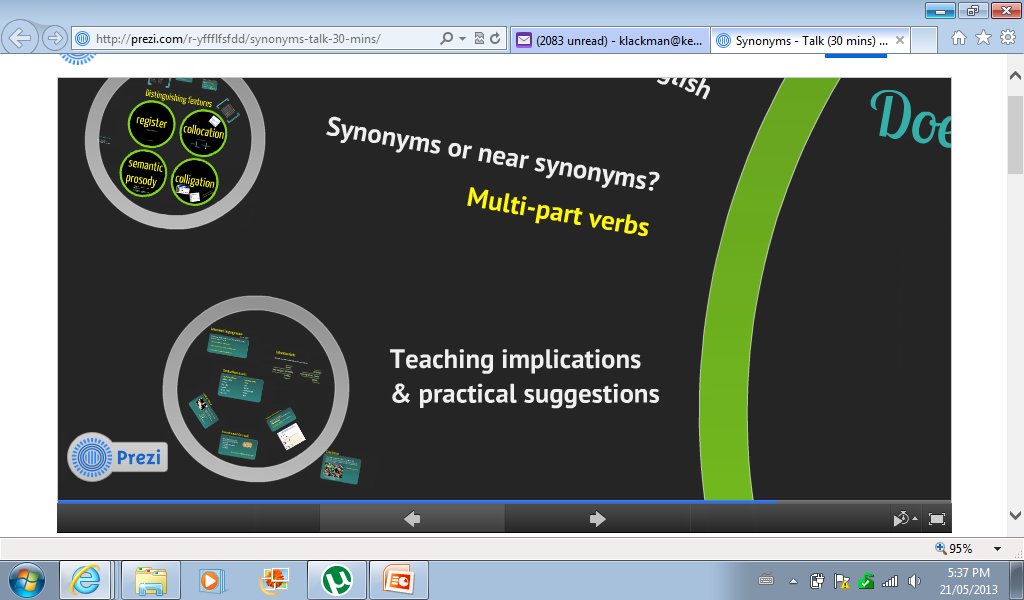 http://prezi.com/r-yffflfsfdd/synonyms-talk-30-mins/
(2083 unread) - klackman@ke...
Synonyms - Talk (30 mins) ...
glish
Doe
Distinguishing features
register
collocation
semantic
prosody
colligation
Synonyms or near synonyms?
Multi-part verbs
Teaching implications
& practical suggestions
Prezi
95%
5:37 PM
21/05/2013